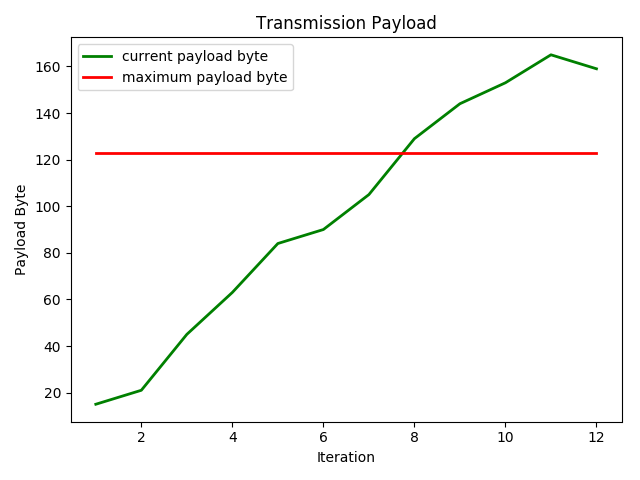 Transmission Payload
current payload byte
maximum payload byte
Payload Byte
160
140
120
100
80
60
40
20
2 4 6 8 10 12
Iteration